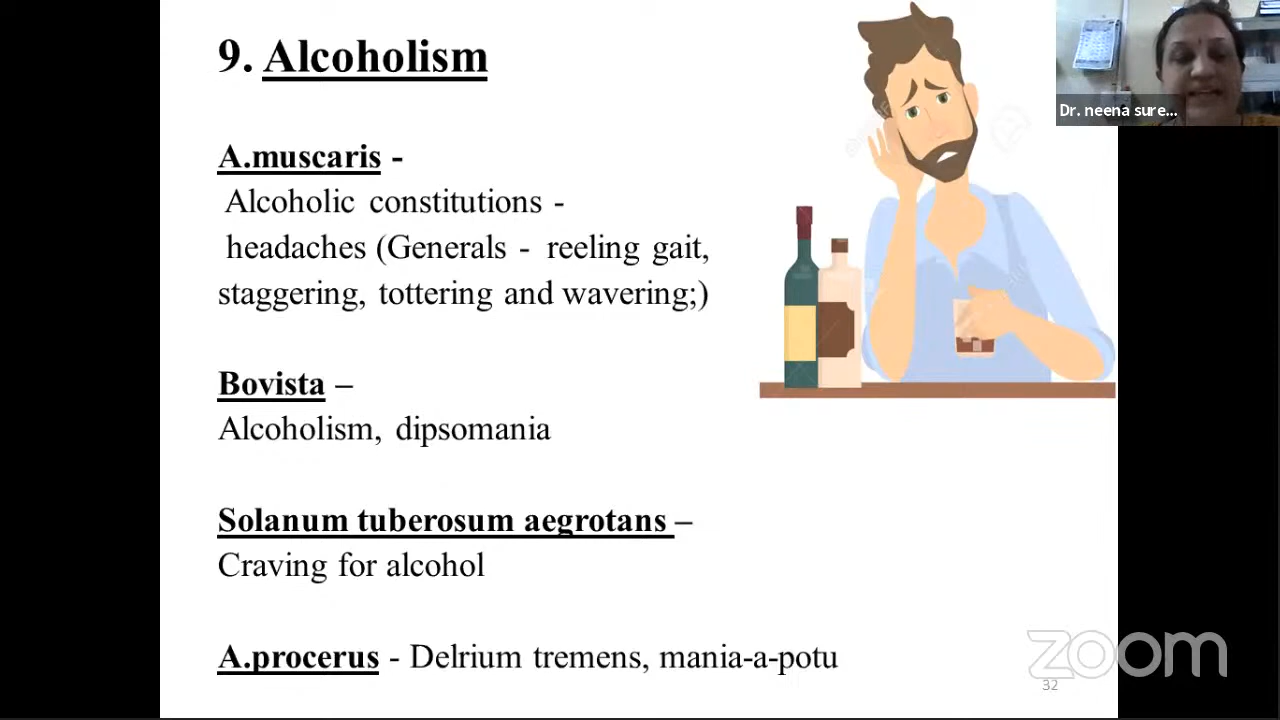 9. Alcoholism
Dr. neena sure...
A.muscaris -
Alcoholic constitutions -
headaches (Generals - reeling gait,
staggering, tottering and wavering;)
Bovista –
Alcoholism, dipsomania
Solanum tuberosum aegrotans –
Craving for alcohol
A.procerus - Delrium tremens, mania-a-potu
zoom
32